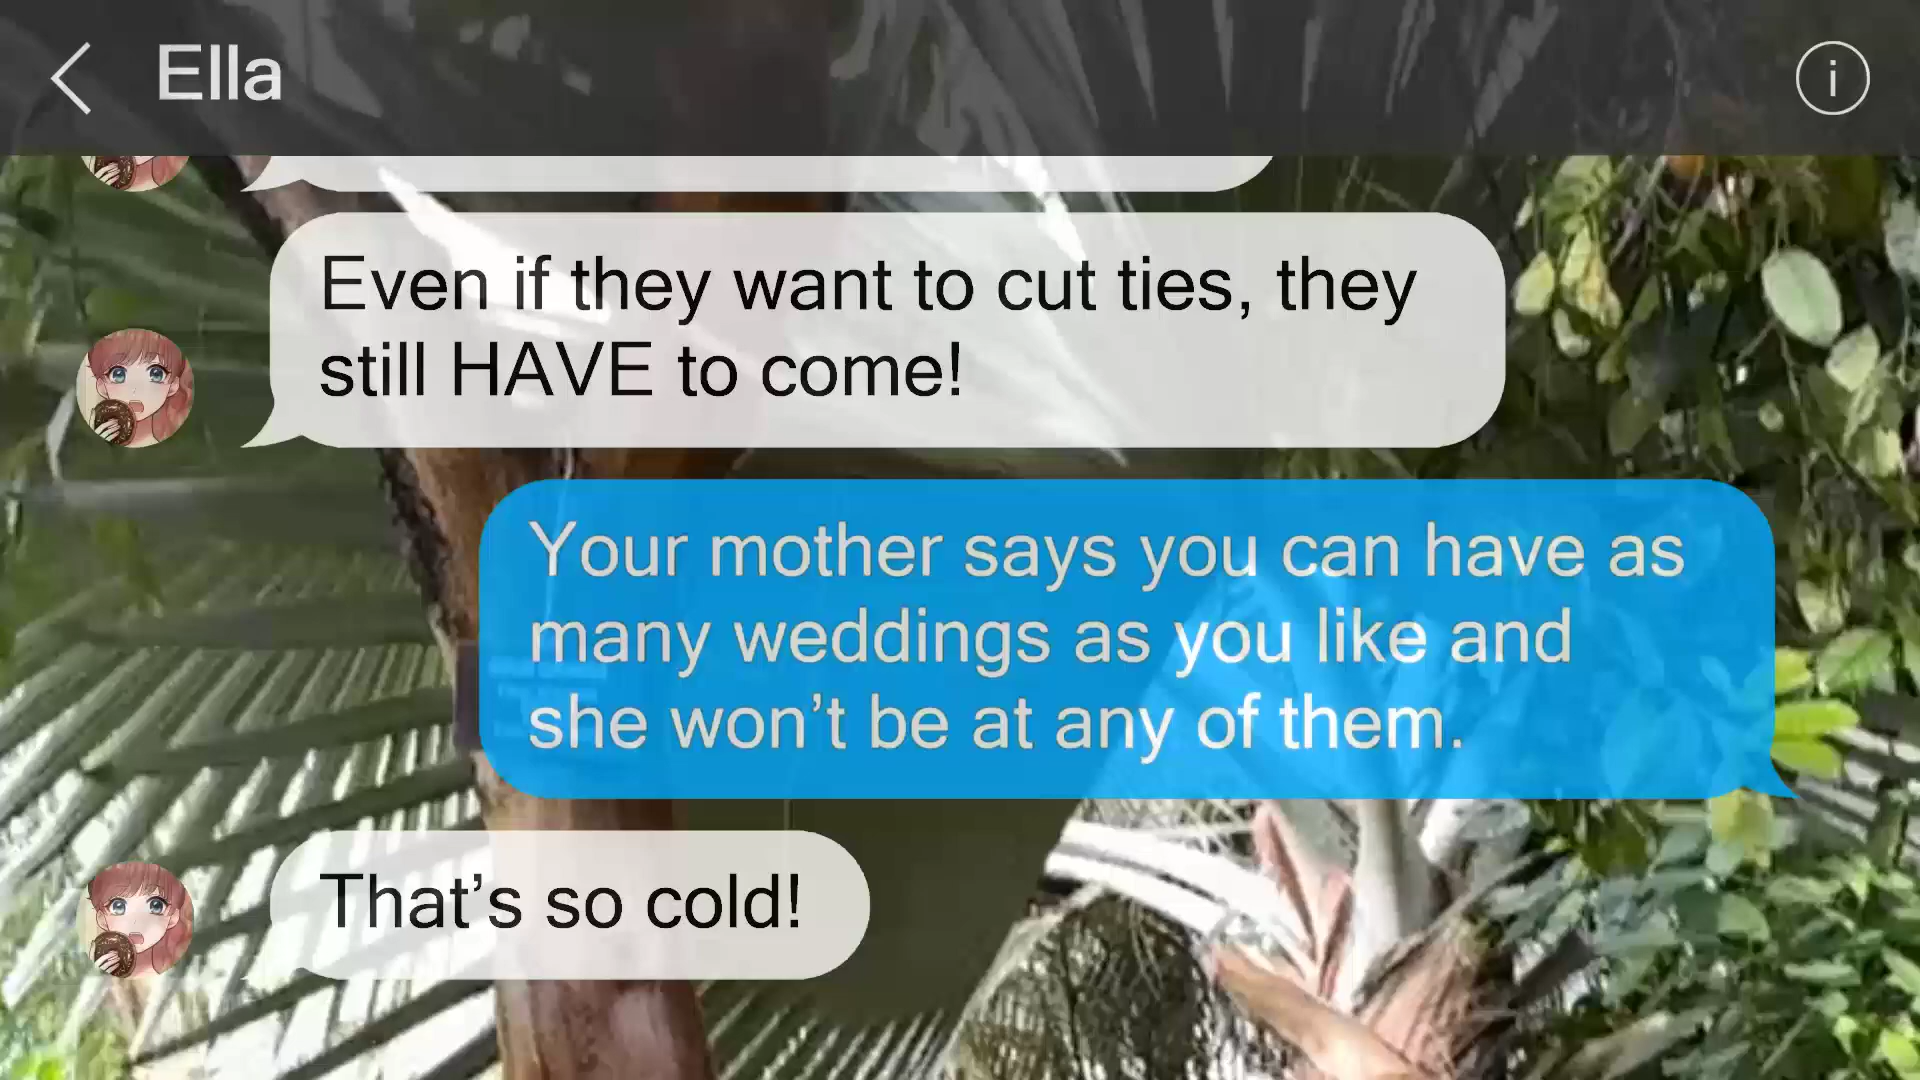 Ella
i
Even if they want to cut ties, they
still HAVE to come!
Your mother says you can have as
many weddings as you like and
she won’t be at any of them.
That’s so cold!